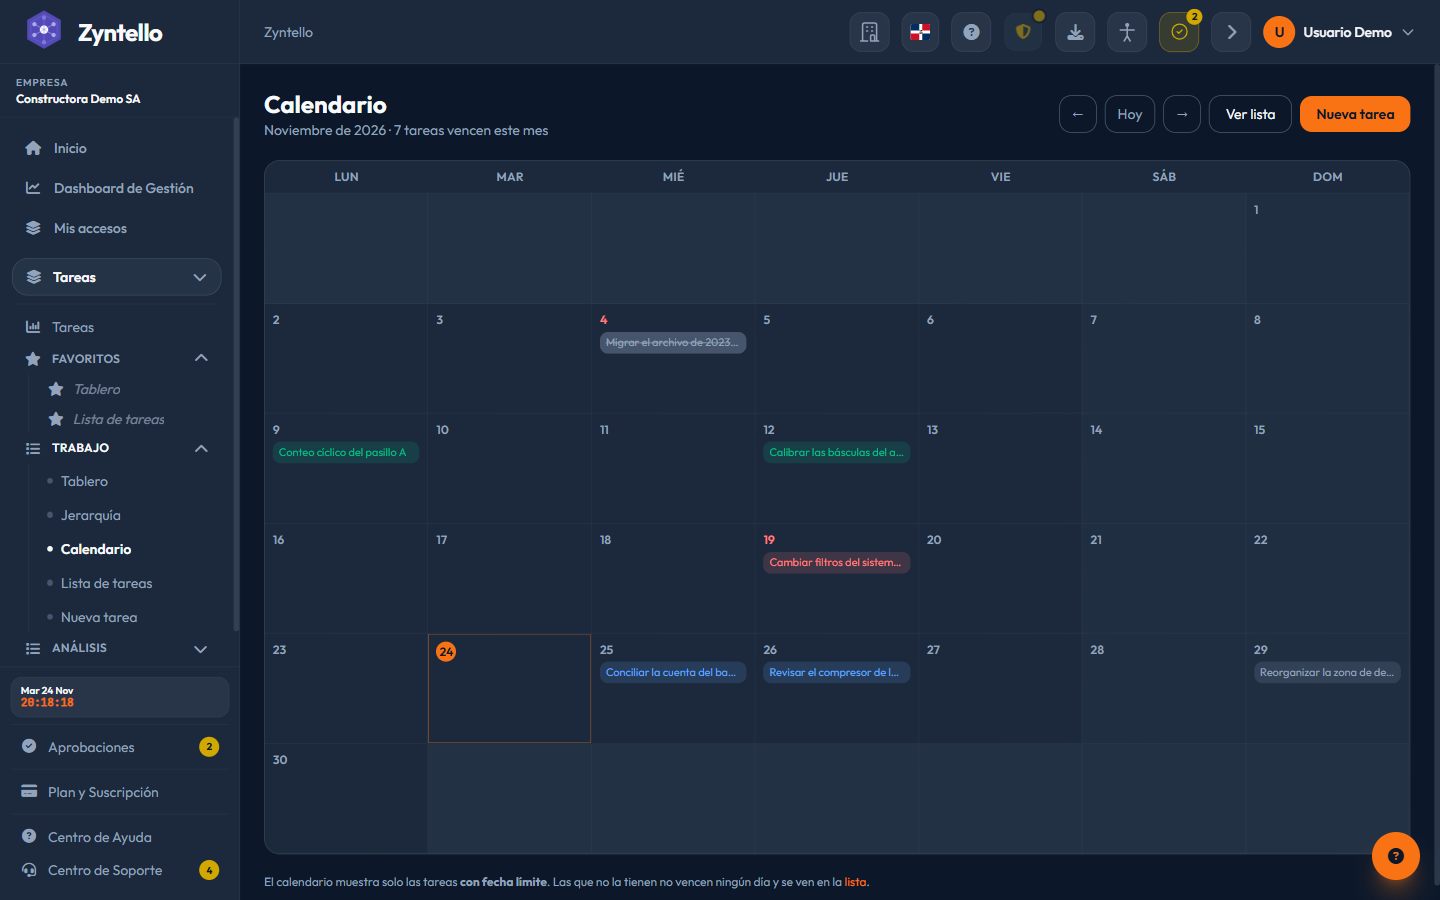 Zyntello
Zyntello
2
U
Usuario Demo
EMPRESA
Constructora Demo SA
Inicio
Dashboard de Gestión
Mis accesos
Tareas
Tareas
FAVORITOS
Tablero
Lista de tareas
TRABAJO
Tablero
Jerarquía
Calendario
Lista de tareas
Nueva tarea
ANÁLISIS
Mar 24 Nov
20:18:18
Aprobaciones 2
Plan y Suscripción
Centro de Ayuda
Centro de Soporte 4
Calendario
Noviembre de 2026 · 7 tareas vencen este mes
← Hoy → Ver lista Nueva tarea
LUN MAR MIÉ JUE VIE SÁB DOM
1
2 3 4 5 6 7 8
Migrar el archivo de 2023...
9 10 11 12 13 14 15
Conteo cíclico del pasillo A Calibrar las básculas del a...
16 17 18 19 20 21 22
Cambiar filtros del sistem...
23 24 25 26 27 28 29
Conciliar la cuenta del ba... Revisar el compresor de l... Reorganizar la zona de de...
30
El calendario muestra solo las tareas con fecha límite. Las que no la tienen no vencen ningún día y se ven en la lista.